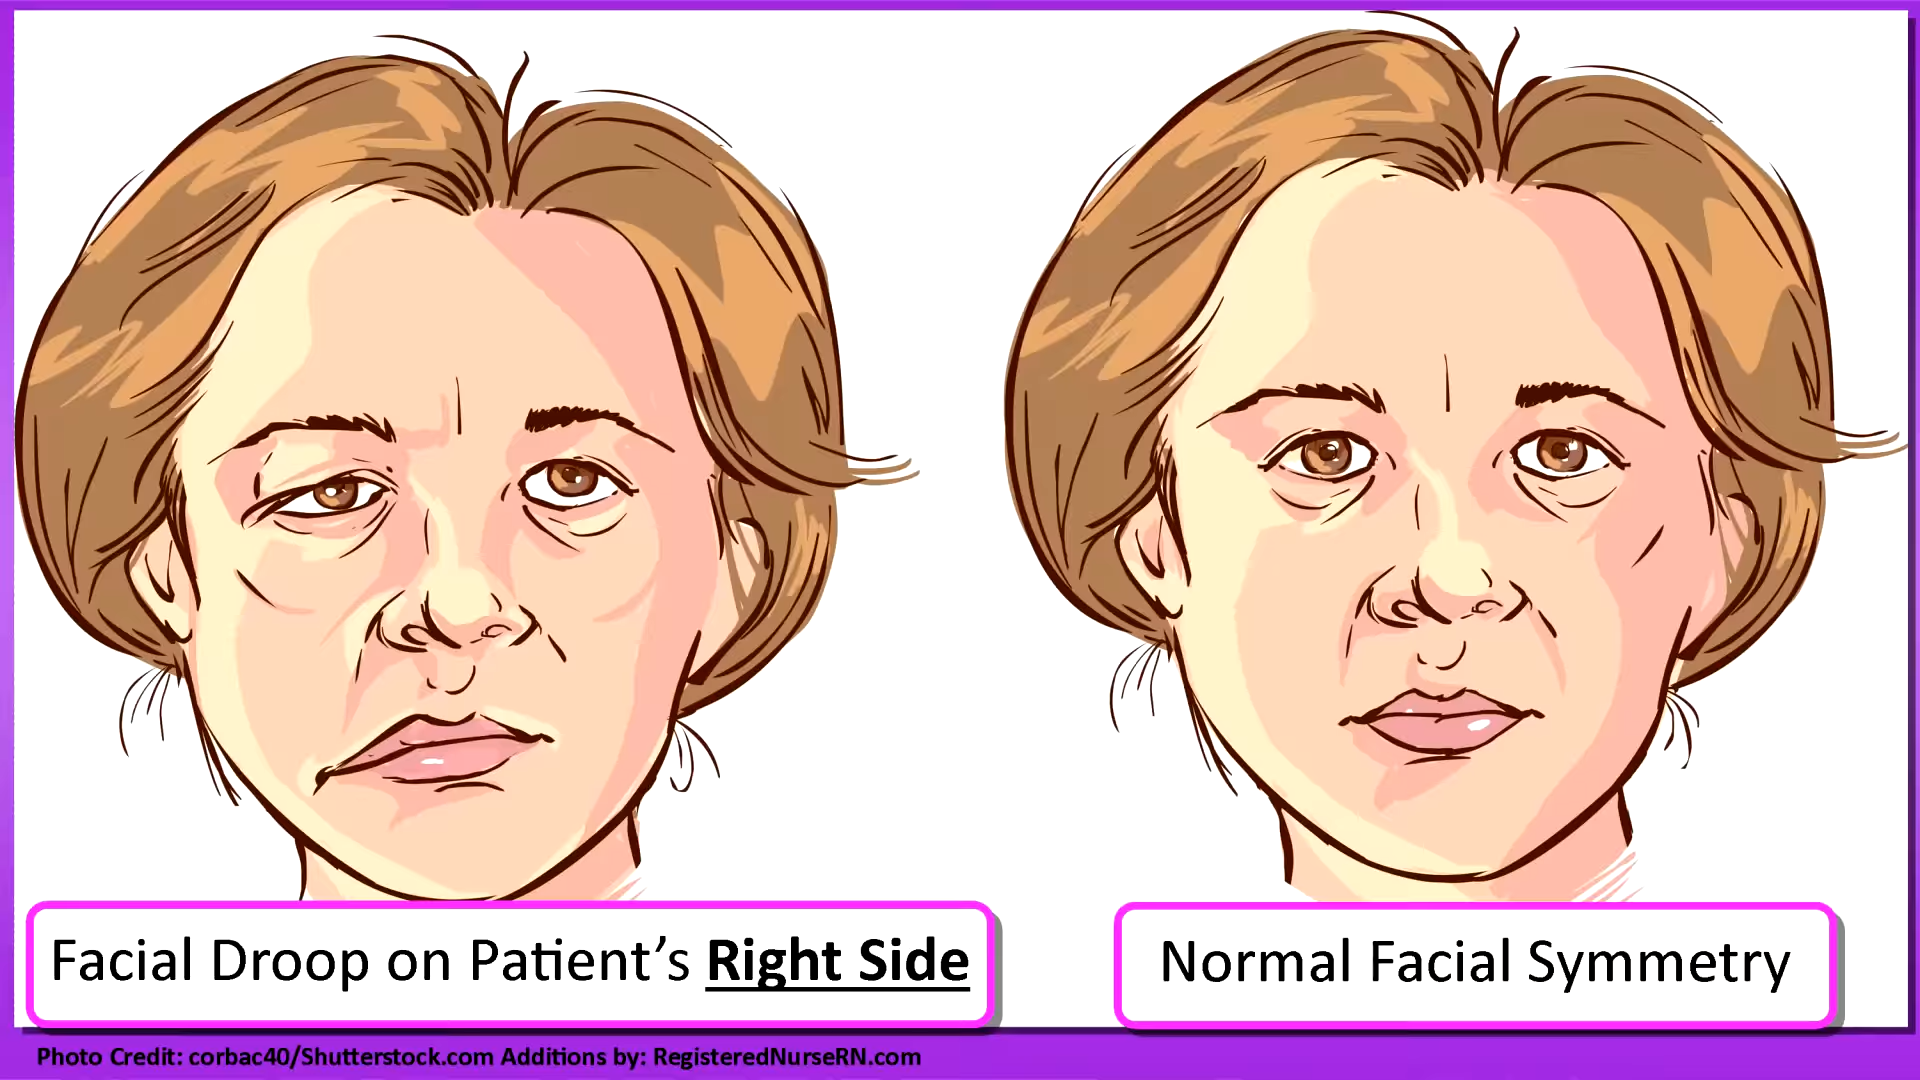 Facial Droop on Patient’s Right Side
Normal Facial Symmetry
Photo Credit: corbac40/Shutterstock.com Additions by: RegisteredNurseRN.com